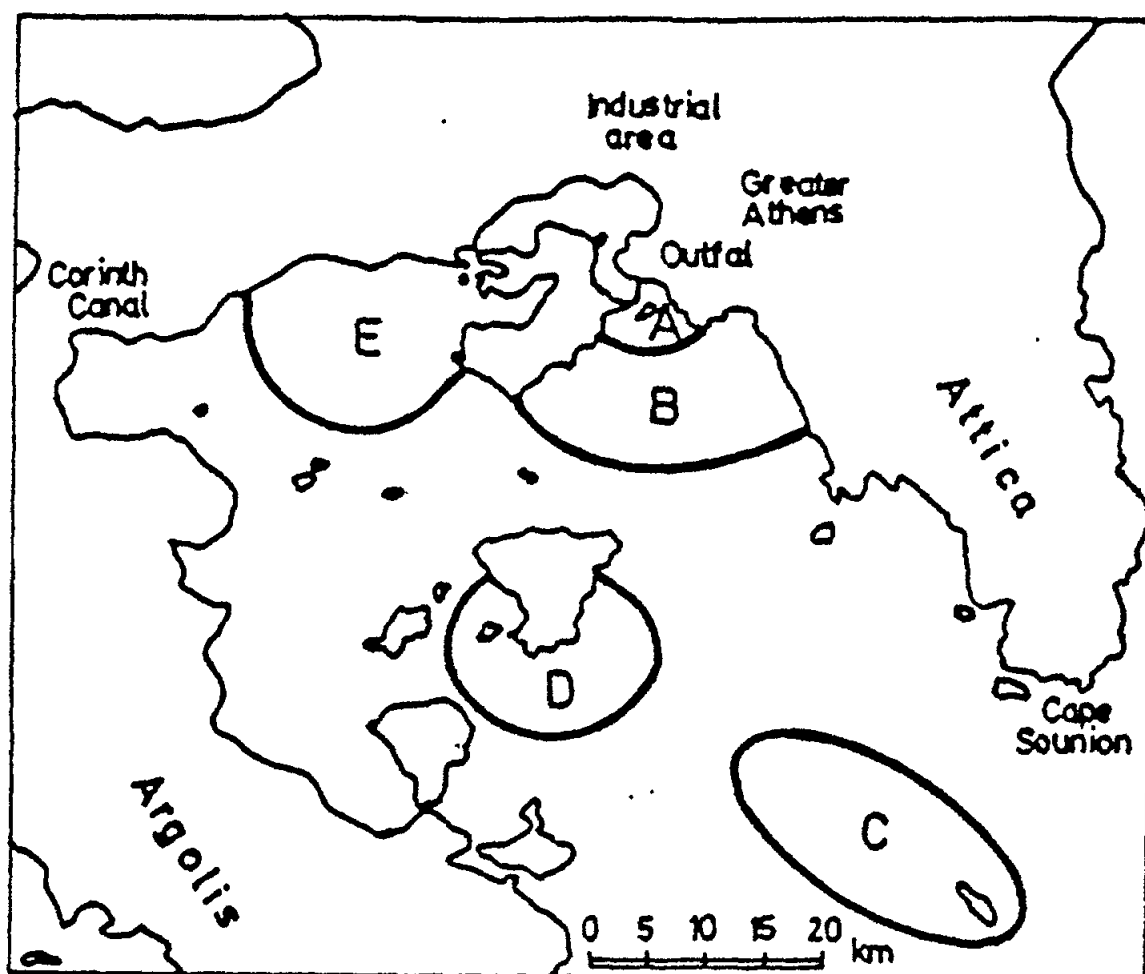 Industrial
area
Greater
Athens
Outfal
Corinth
Canal
A
E
B
Attica
D
Cape
Sounion
C
Argolis
0 5 10 15 20 km